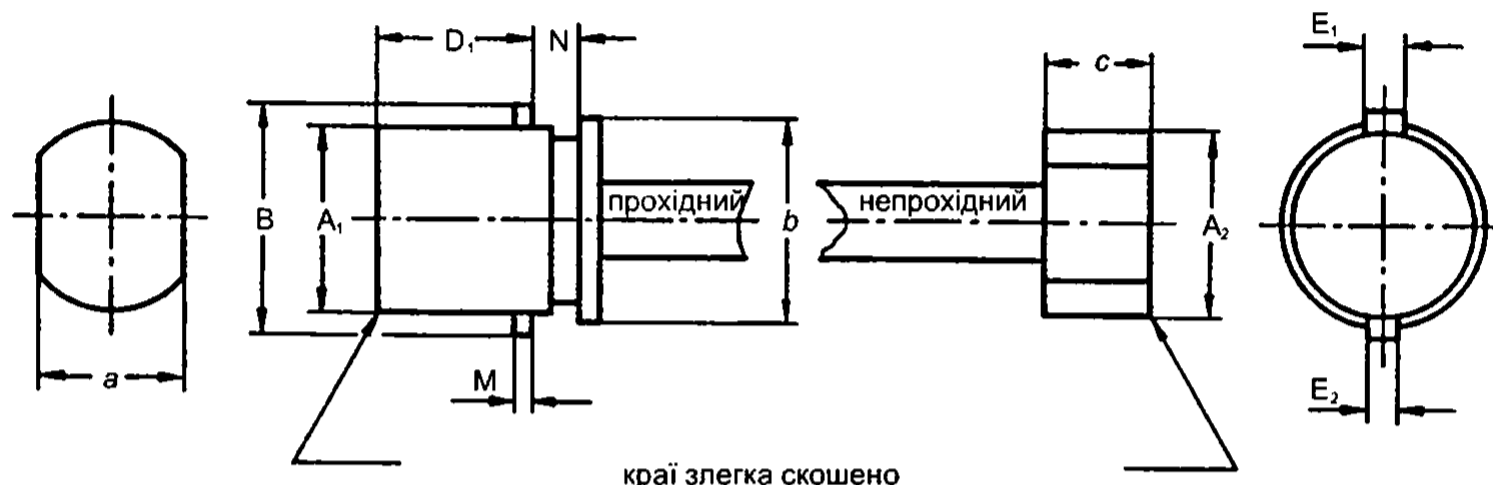 D₁ N E₁
c
B A₁ прохідний b непрохідний A₂
a
M E₂
краї злегка скошено